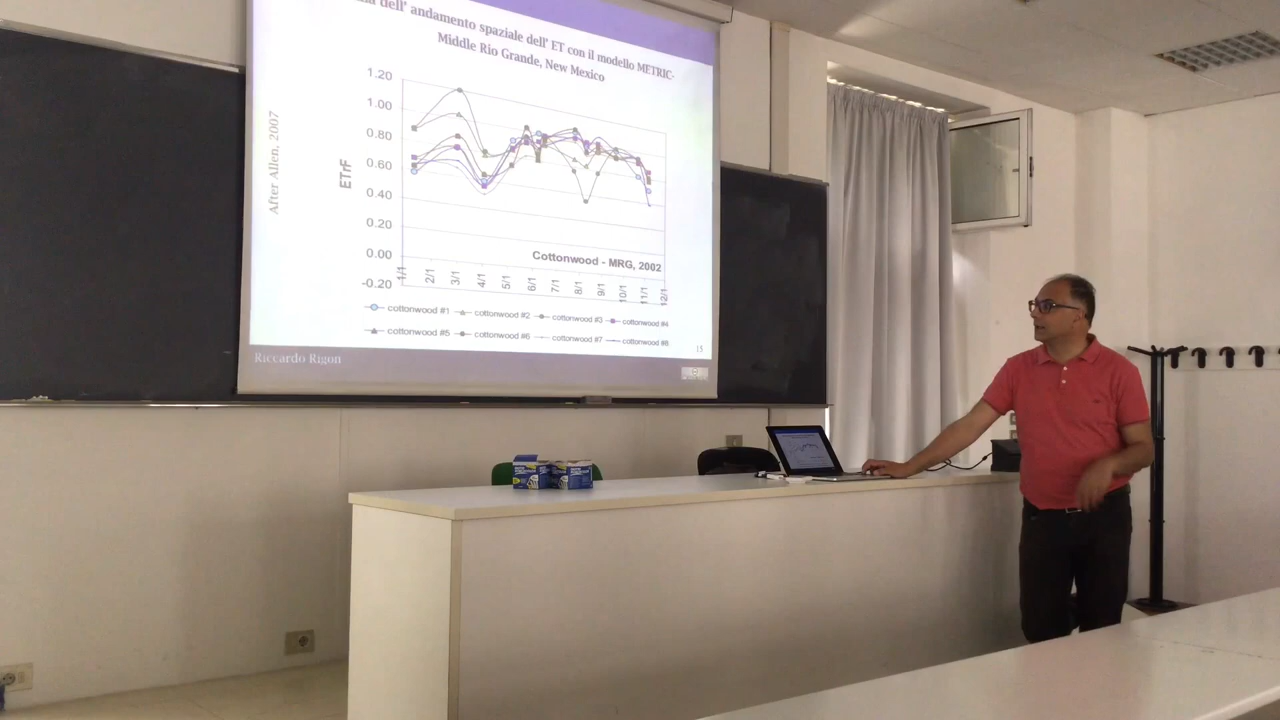 dell' andamento spaziale dell' ET con il modello METRIC-
Middle Rio Grande, New Mexico
After Allen, 2007
ETrF
1.20
1.00
0.80
0.60
0.40
0.20
0.00
-0.20
1/1 2/1 3/1 4/1 5/1 6/1 7/1 8/1 9/1 10/1 11/1 12/1
Cottonwood - MRG, 2002
cottonwood #1 cottonwood #2 cottonwood #3 cottonwood #4
cottonwood #5 cottonwood #6 cottonwood #7 cottonwood #8
15
Riccardo Rigon